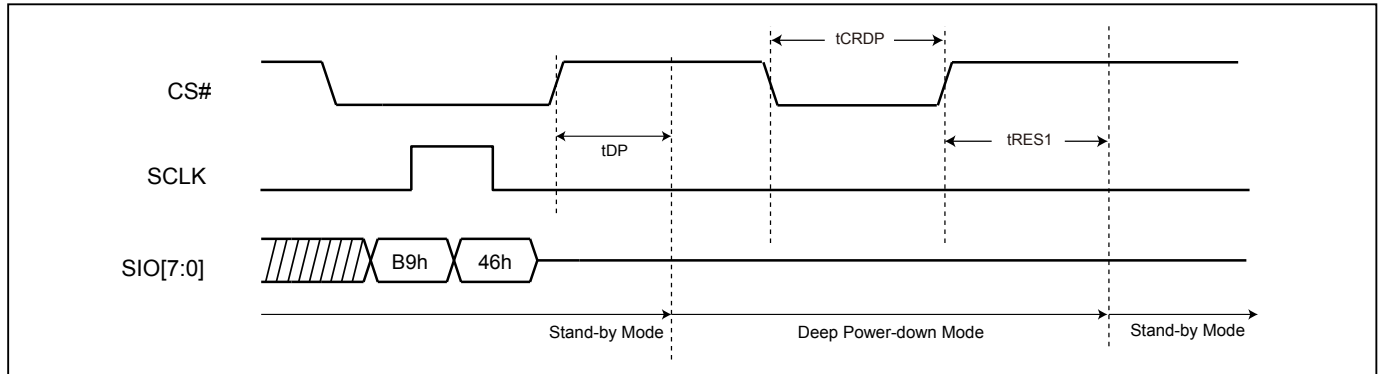 tCRDP
CS#
tDP
tRES1
SCLK
SIO[7:0]
B9h
46h
Stand-by Mode
Deep Power-down Mode
Stand-by Mode